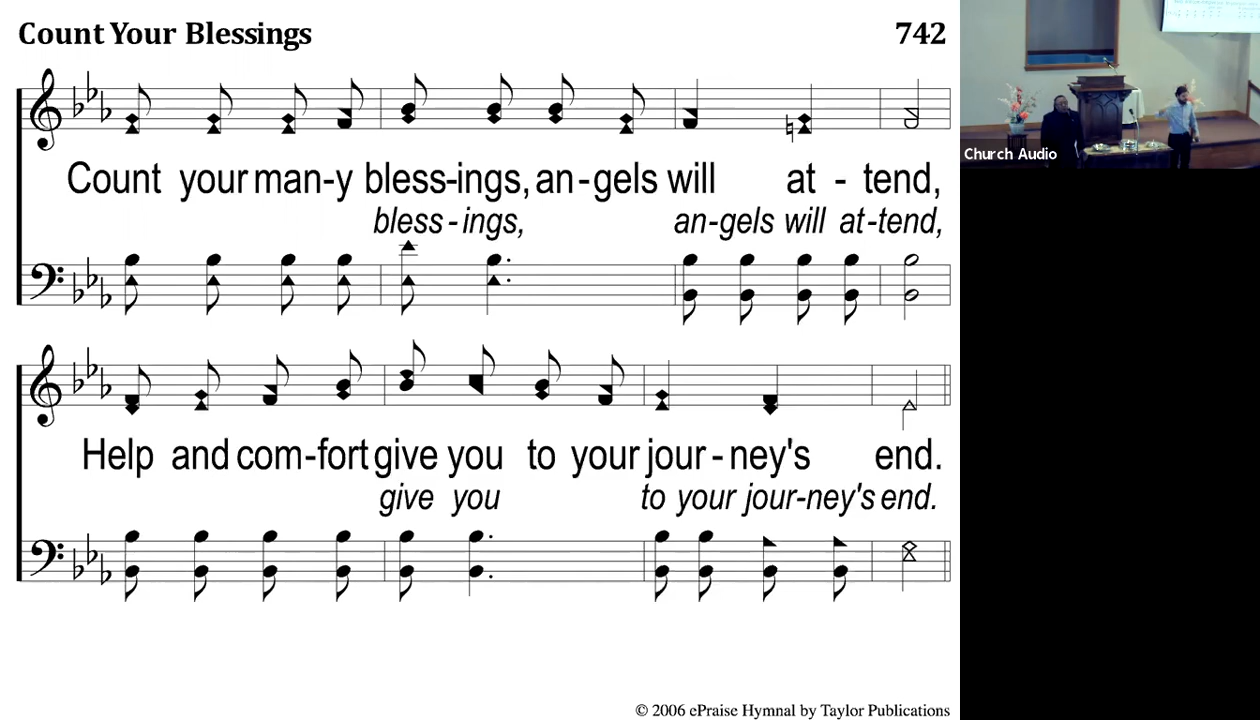 Count Your Blessings 742
Count your man-y bless-ings, an-gels will at - tend,
bless-ings, an-gels will at-tend,
Help and com-fort give you to your jour-ney's end.
give you to your jour-ney's end.
© 2006 ePraise Hymnal by Taylor Publications
Church Audio